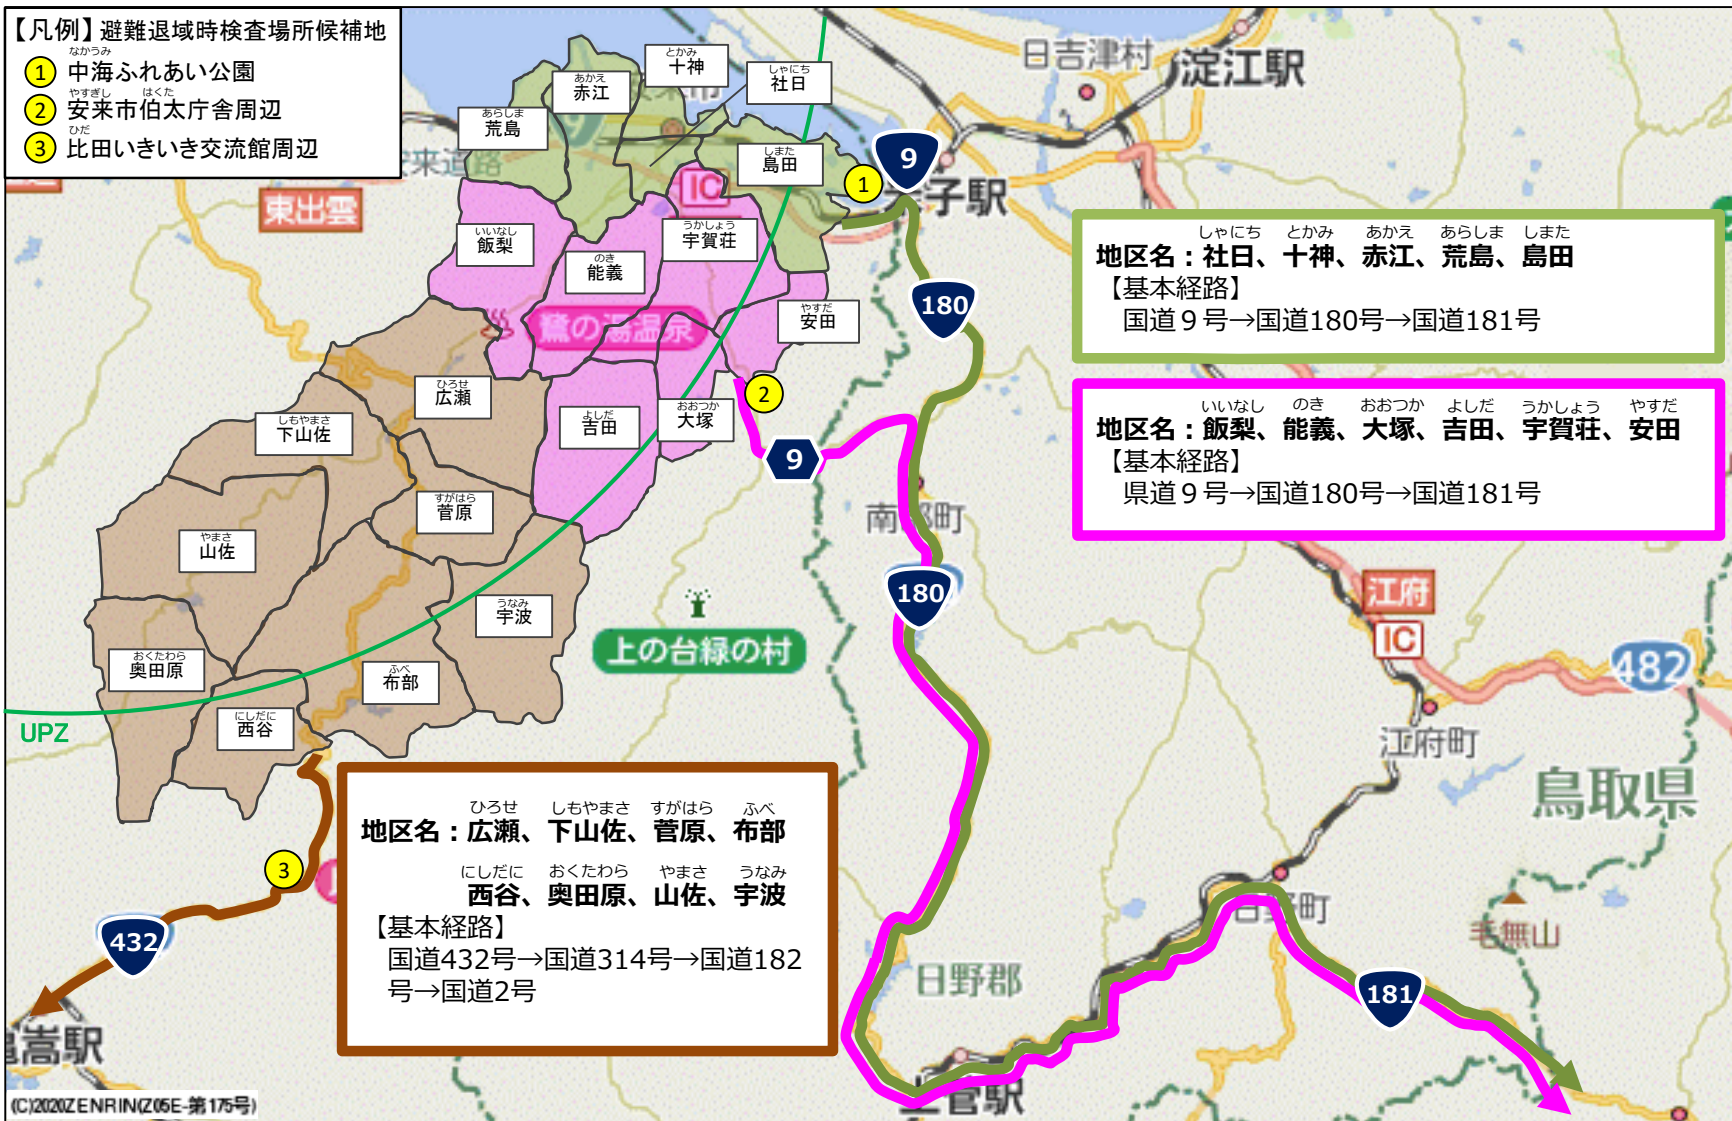 【凡例】避難退域時検査場所候補地
なかうみ
① 中海ふれあい公園
やすぎし はくた
② 安来市伯太庁舎周辺
ひだ
③ 比田いきいき交流館周辺
とかみ
十神
あかえ
赤江
しゃにち
社日
あらしま
荒島
しまた
島田
日吉津村
淀江駅
東出雲
IC
9
1
子駅
いいなし
飯梨
のき
能義
うかしょう
宇賀荘
やすだ
安田
鷺の湯温泉
180
ひろせ
広瀬
しもやまさ
下山佐
よしだ
吉田
おおつか
大塚
2
9
すがはら
菅原
やまさ
山佐
うなみ
宇波
おくたわら
奥田原
ふべ
布部
にしだに
西谷
UPZ
上の台緑の村
180
江府
IC
482
江府町
鳥取県
毛無山
日野町
日野郡
181
3
432
亀嵩駅
上菅駅
しゃにち とかみ あかえ あらしま しまた
地区名：社日、十神、赤江、荒島、島田
【基本経路】
国道９号→国道180号→国道181号
いいなし のき おおつか よしだ うかしょう やすだ
地区名：飯梨、能義、大塚、吉田、宇賀荘、安田
【基本経路】
県道９号→国道180号→国道181号
ひろせ しもやまさ すがはら ふべ
地区名：広瀬、下山佐、菅原、布部
にしだに おくたわら やまさ うなみ
西谷、奥田原、山佐、宇波
【基本経路】
国道432号→国道314号→国道182
号→国道2号
(C)2020ZENRIN(Z05E-第175号)